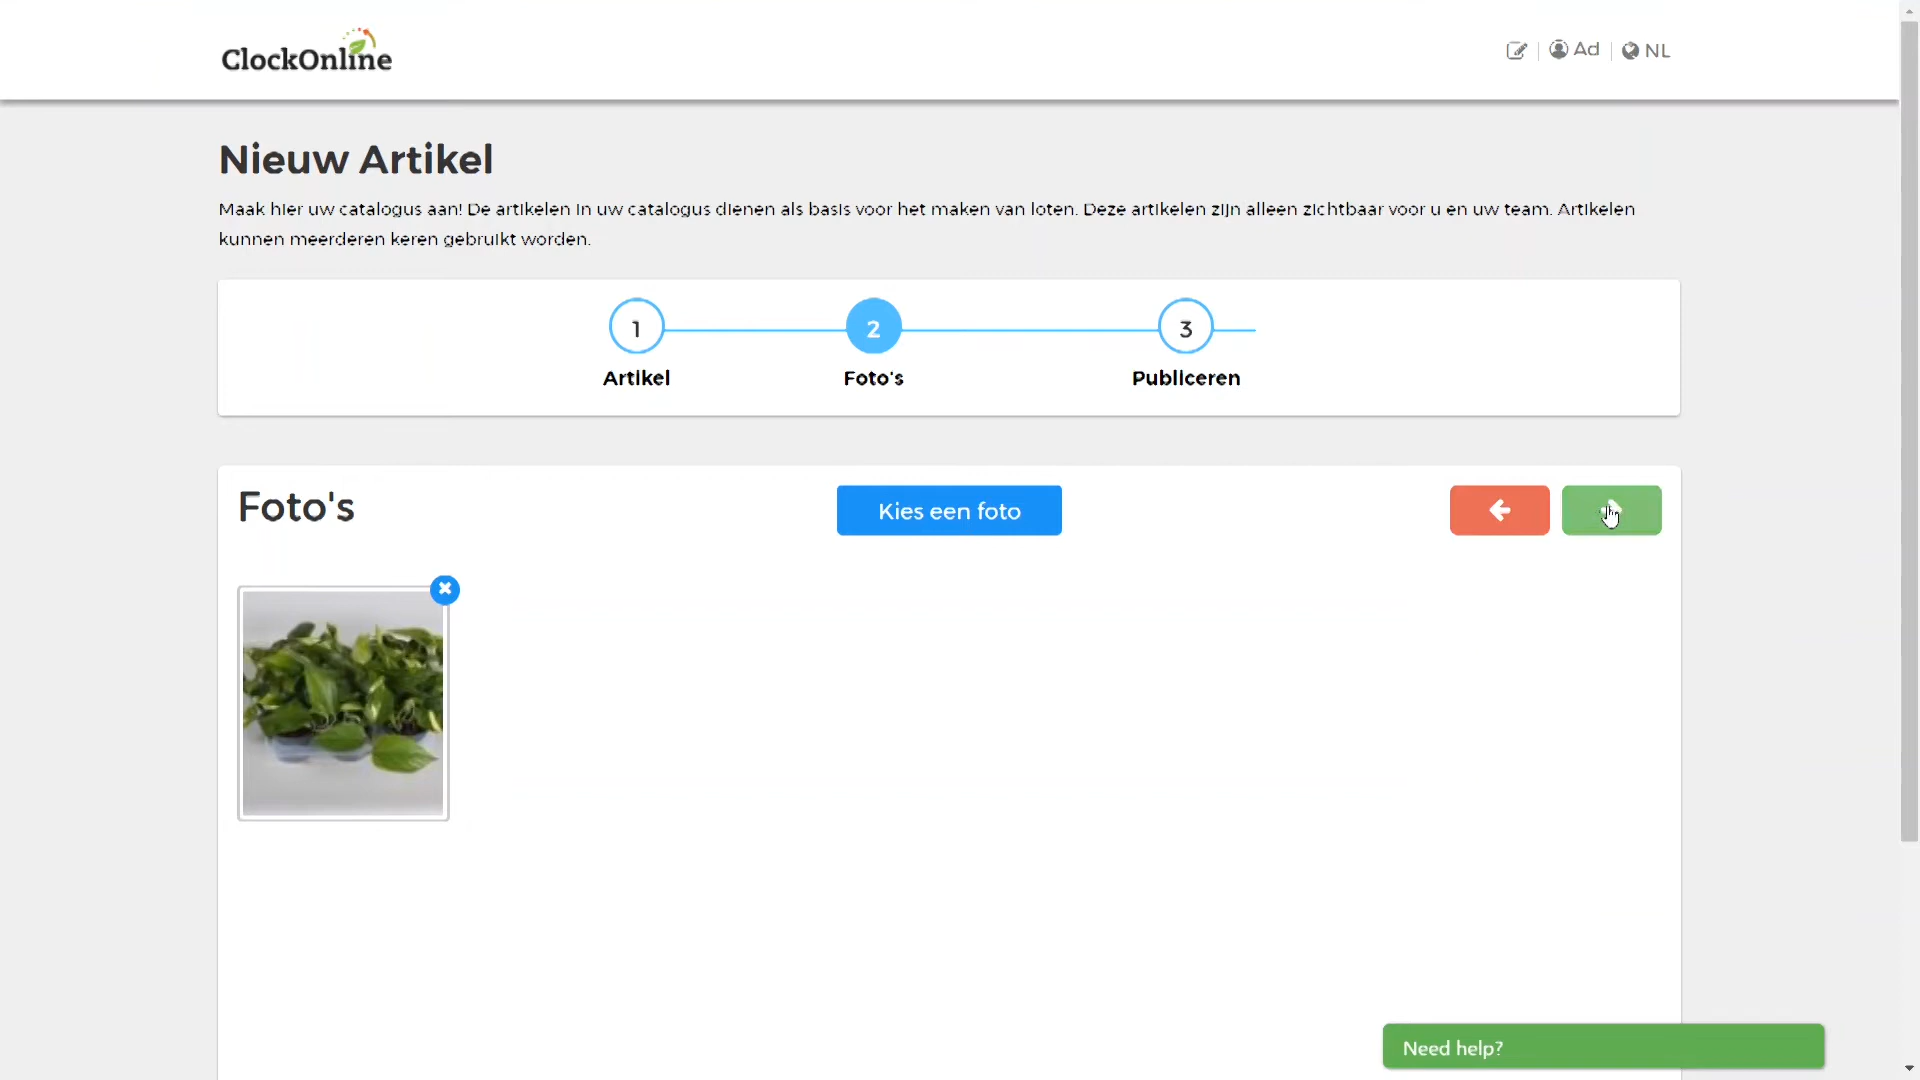 ClockOnline
Ad
NL
Nieuw Artikel
Maak hier uw catalogus aan! De artikelen in uw catalogus dienen als basis voor het maken van loten. Deze artikelen zijn alleen zichtbaar voor u en uw team. Artikelen
kunnen meerderen keren gebruikt worden.
1
2
3
Artikel
Foto's
Publiceren
Foto's
Kies een foto
Need help?